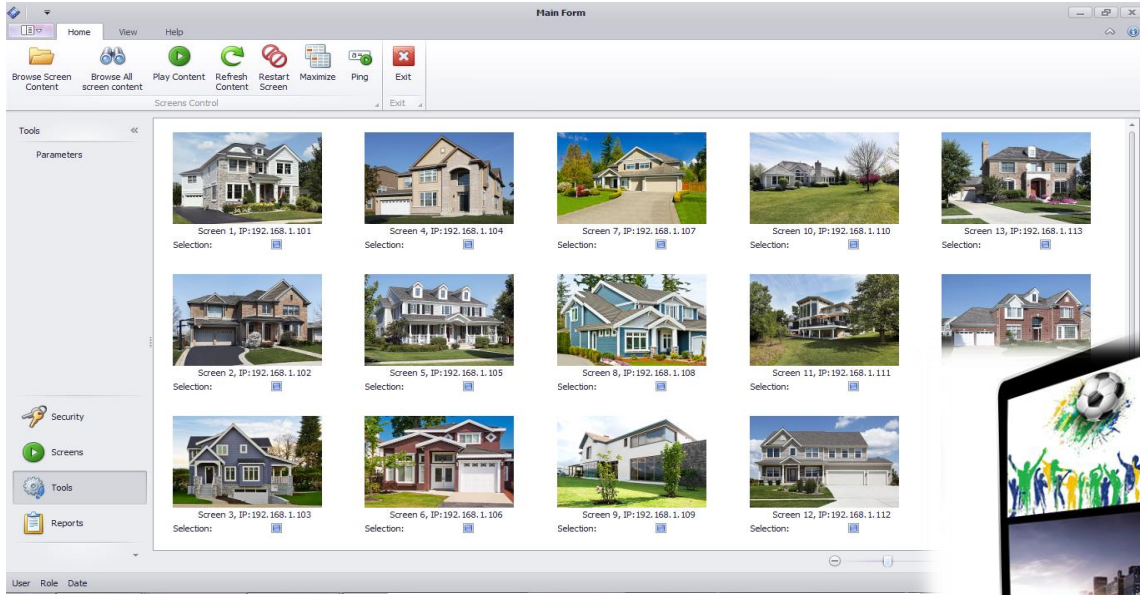 Main Form
Home View Help
Browse Screen Content
Browse All screen content
Play Content
Refresh Content
Restart Screen
Maximize
Ping
Exit
Screens Control
Exit
Tools
Parameters
Screen 1, IP:192.168.1.101
Selection:
Screen 4, IP:192.168.1.104
Selection:
Screen 7, IP:192.168.1.107
Selection:
Screen 10, IP:192.168.1.110
Selection:
Screen 13, IP:192.168.1.113
Selection:
Screen 2, IP:192.168.1.102
Selection:
Screen 5, IP:192.168.1.105
Selection:
Screen 8, IP:192.168.1.108
Selection:
Screen 11, IP:192.168.1.111
Selection:
Screen 3, IP:192.168.1.103
Selection:
Screen 6, IP:192.168.1.106
Selection:
Screen 9, IP:192.168.1.109
Selection:
Screen 12, IP:192.168.1.112
Selection:
Security
Screens
Tools
Reports
User Role Date